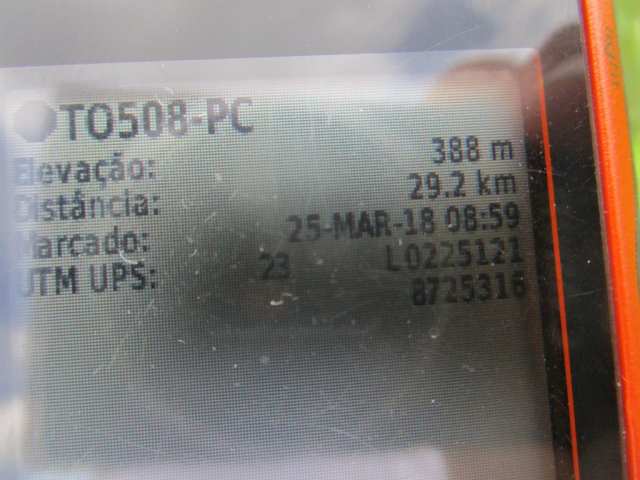 TO508-PC
Elevação: 388 m
Distância: 29.2 km
Marcado: 25-MAR-18 08:59
UTM UPS: 23 L0225121
8725316